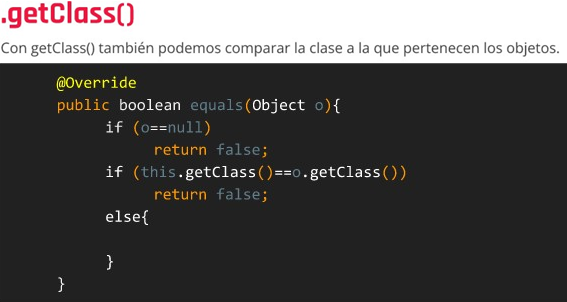 .getClass()
Con getClass() también podemos comparar la clase a la que pertenecen los objetos.
@Override
public boolean equals(Object o){
if (o==null)
return false;
if (this.getClass()==o.getClass())
return false;
else{
}
}